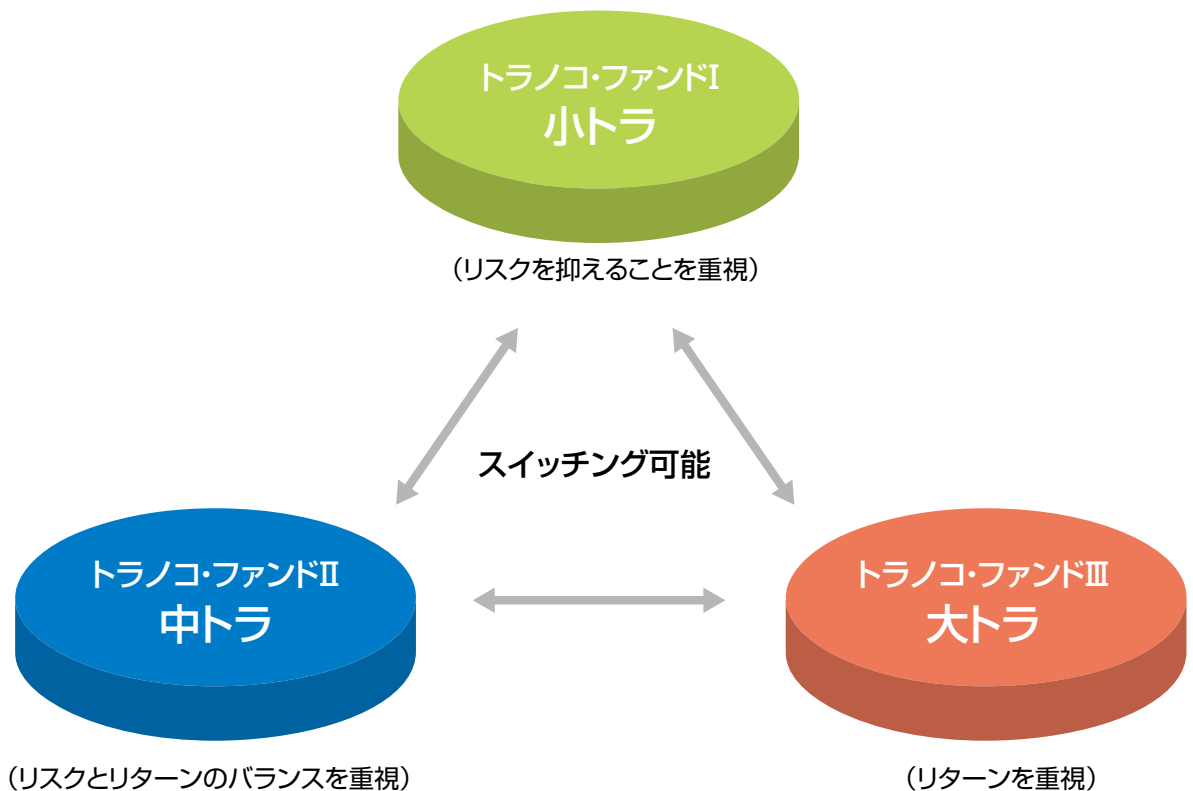 トラノコ・ファンドⅠ
小トラ
（リスクを抑えることを重視）
スイッチング可能
トラノコ・ファンドⅡ
中トラ
（リスクとリターンのバランスを重視）
トラノコ・ファンドⅢ
大トラ
（リターンを重視）